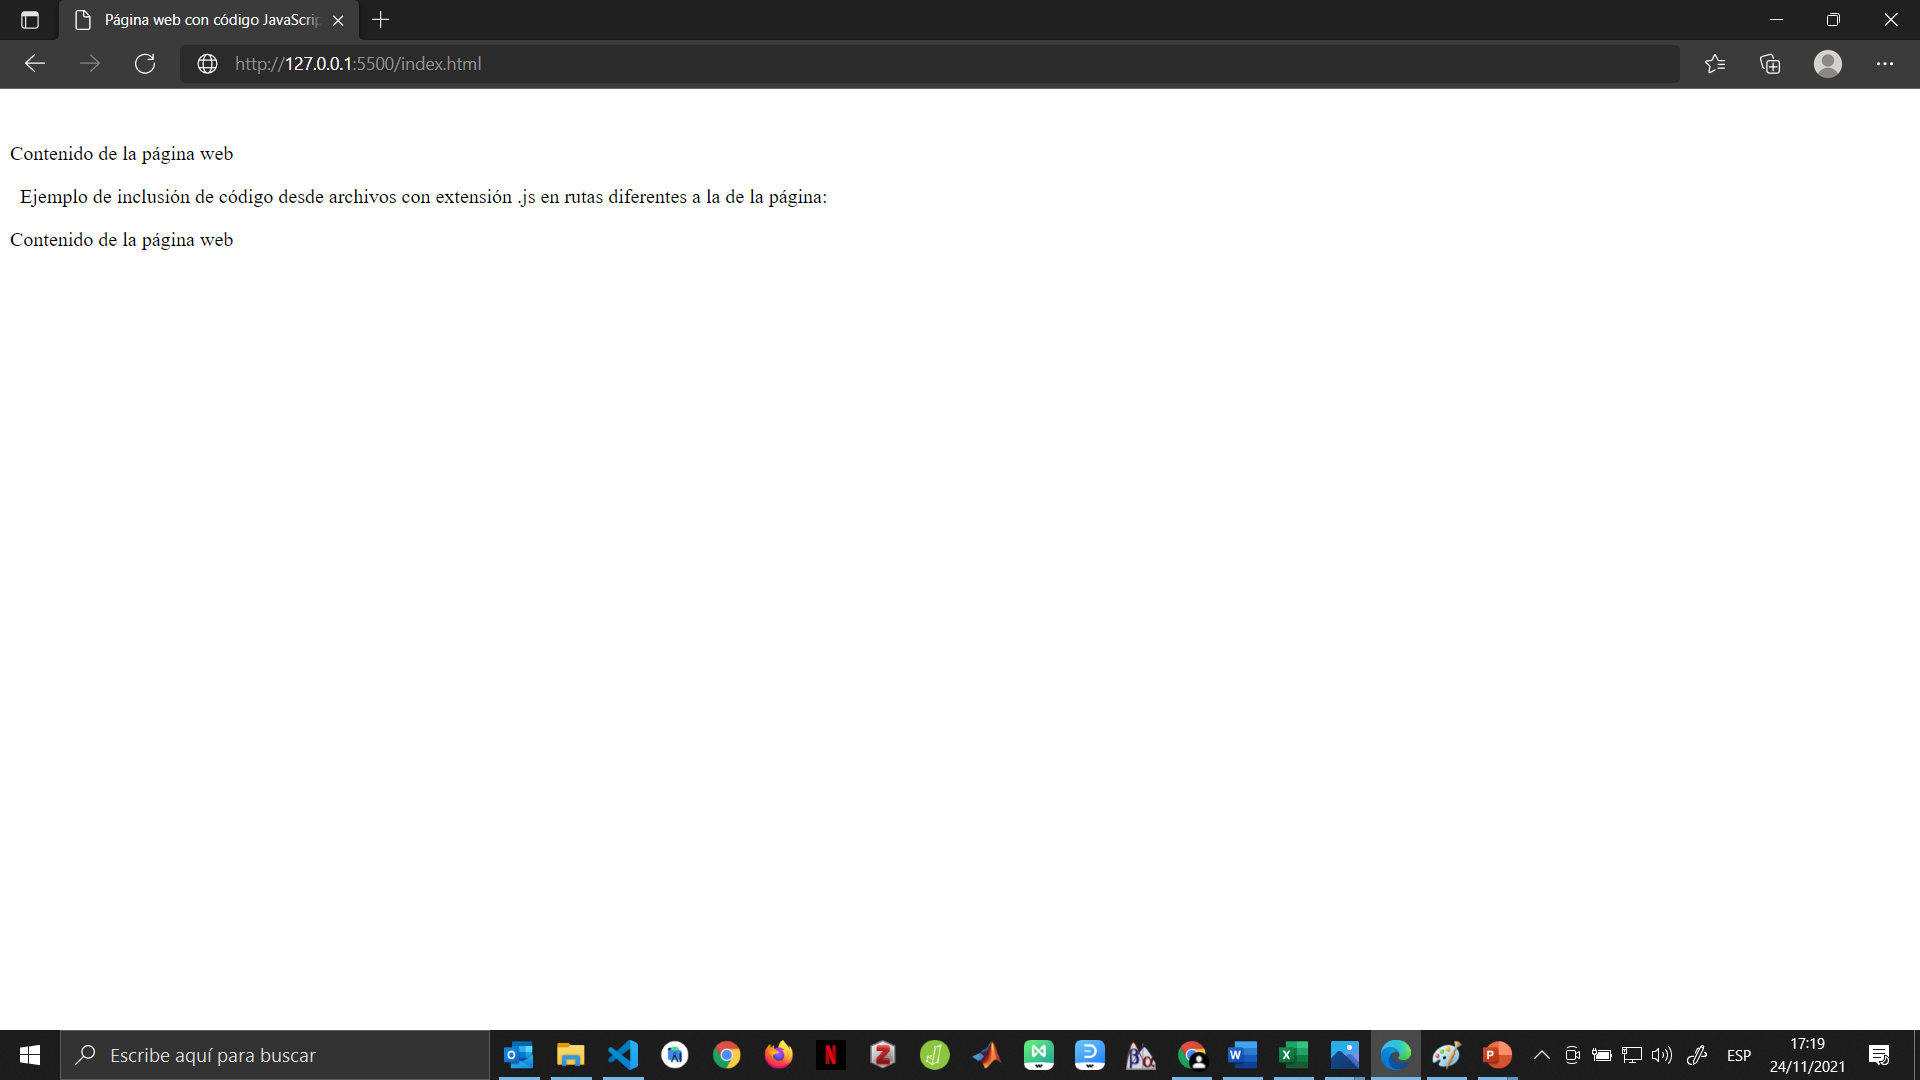 Página web con código JavaScrip
http://127.0.0.1:5500/index.html
Contenido de la página web
Ejemplo de inclusión de código desde archivos con extensión .js en rutas diferentes a la de la página:
Contenido de la página web
Escribe aquí para buscar
ESP
17:19
24/11/2021